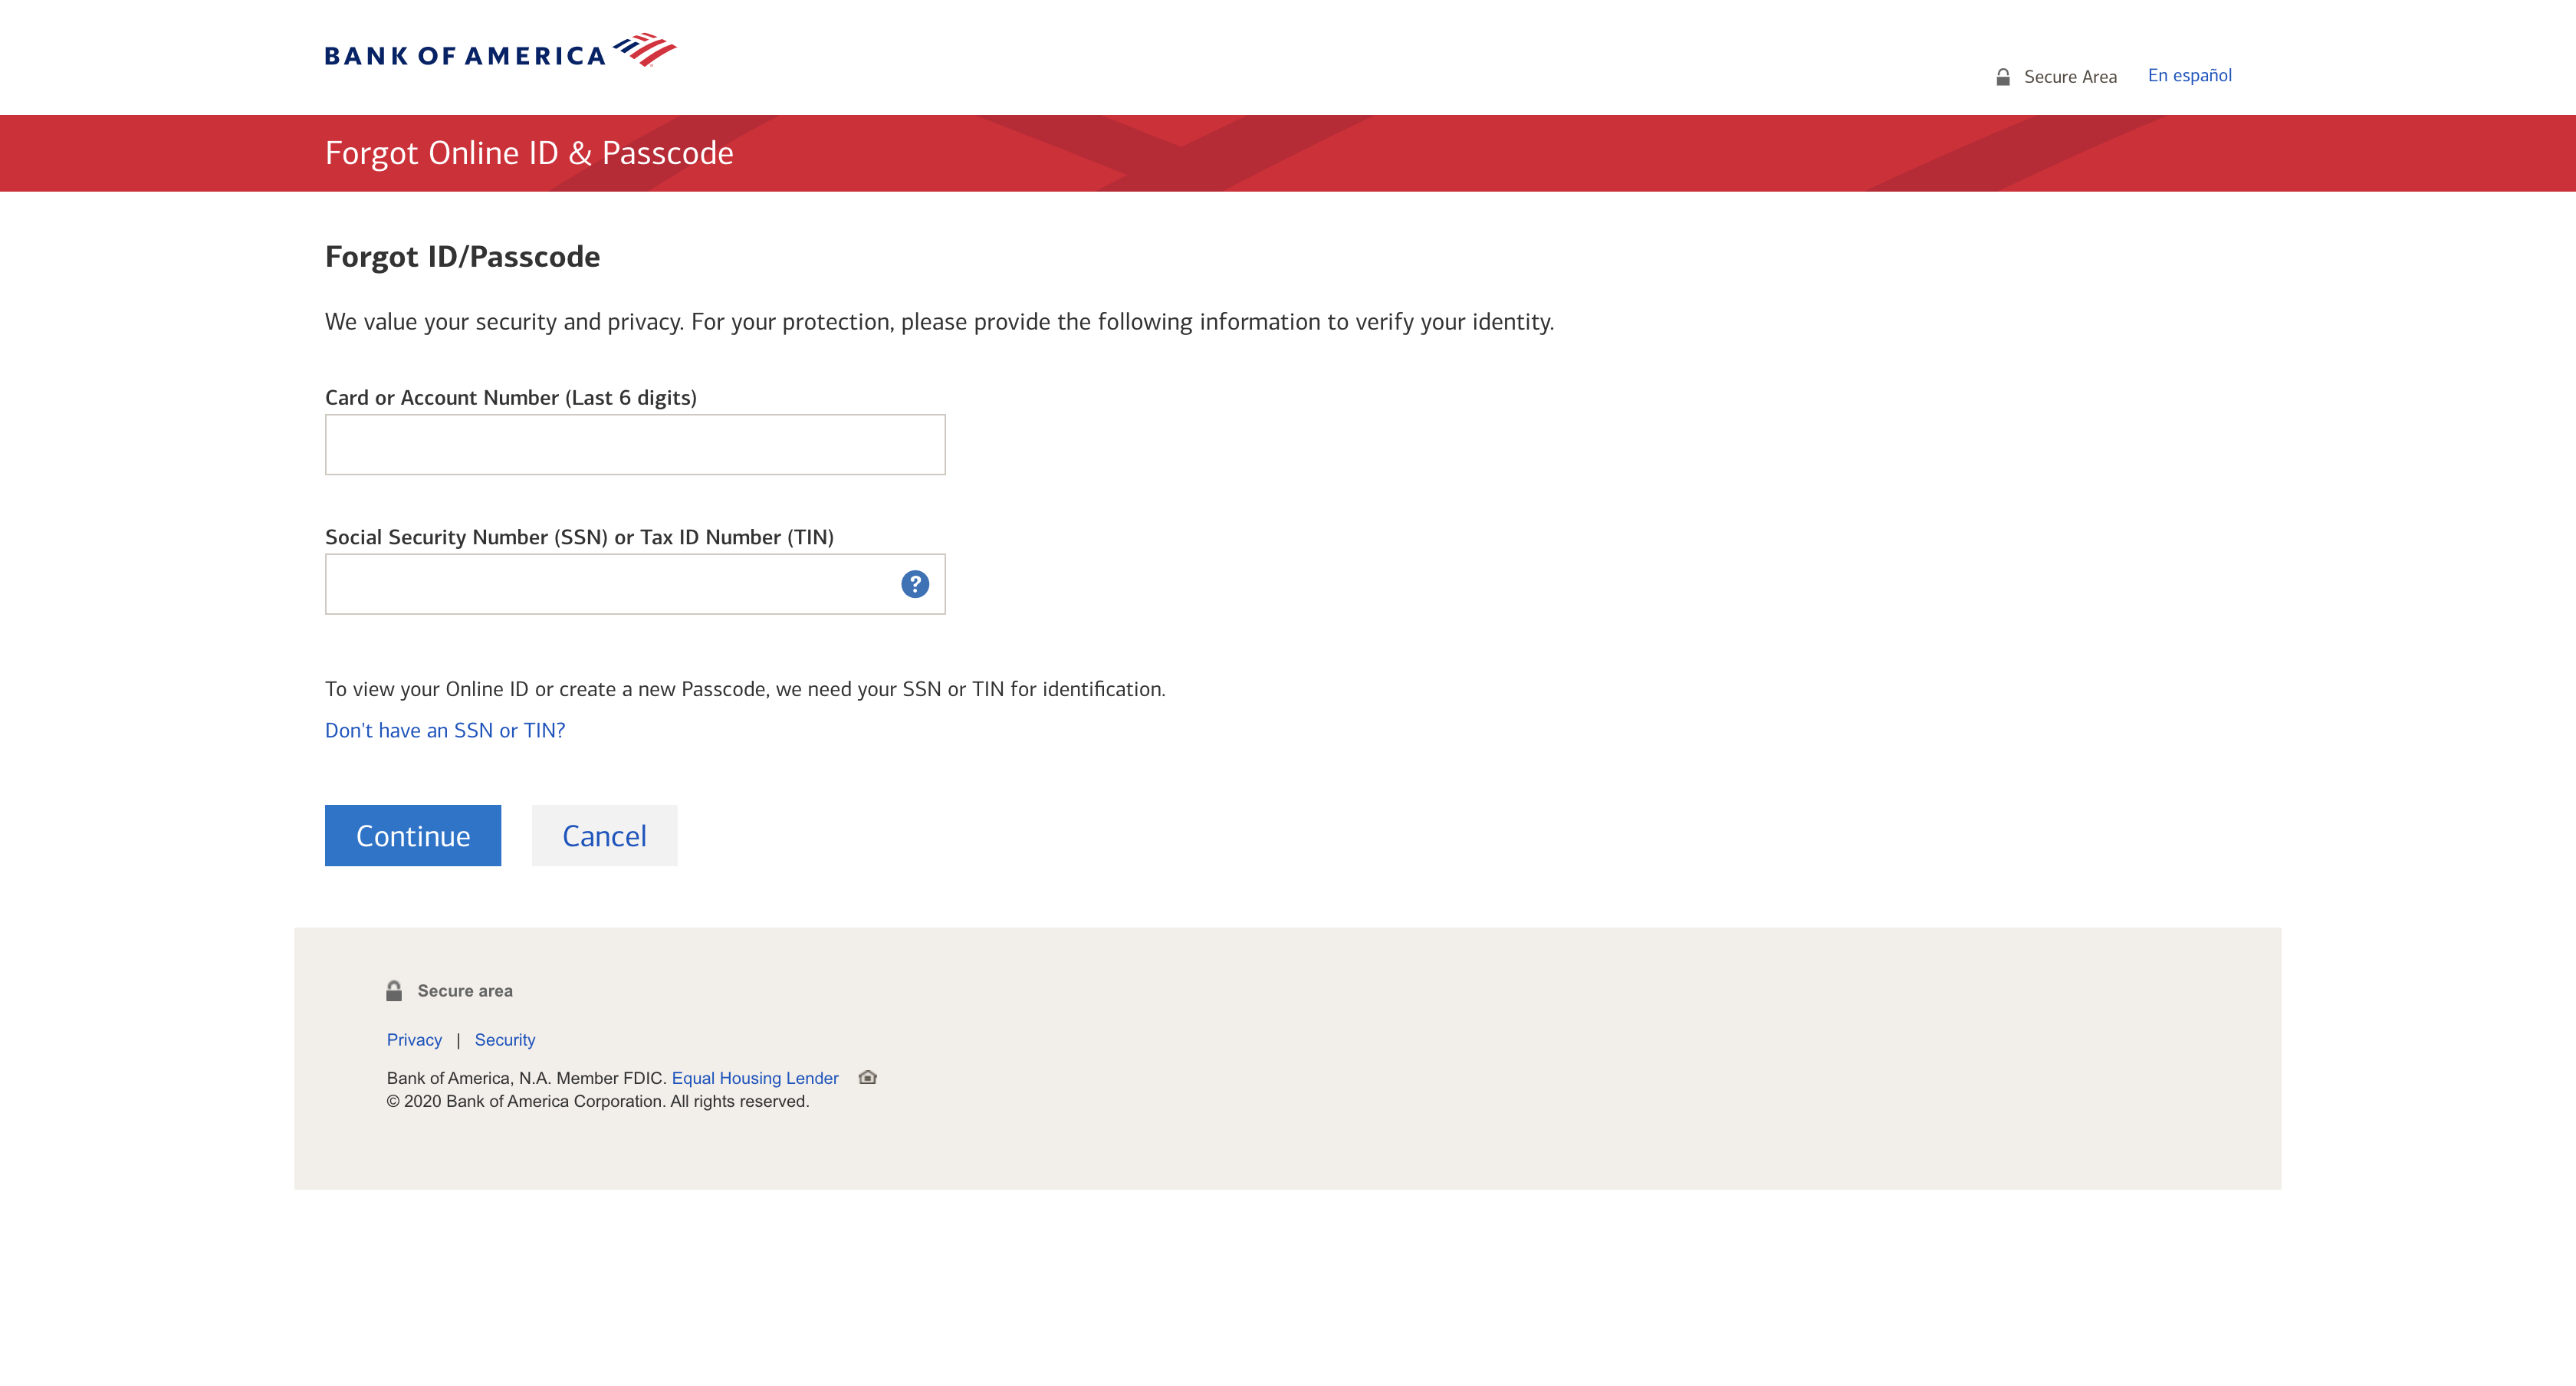 BANK OF AMERICA
Secure Area En español
Forgot Online ID & Passcode
Forgot ID/Passcode
We value your security and privacy. For your protection, please provide the following information to verify your identity.
Card or Account Number (Last 6 digits)
Social Security Number (SSN) or Tax ID Number (TIN)
?
To view your Online ID or create a new Passcode, we need your SSN or TIN for identification.
Don't have an SSN or TIN?
Continue Cancel
Secure area
Privacy | Security
Bank of America, N.A. Member FDIC. Equal Housing Lender
© 2020 Bank of America Corporation. All rights reserved.